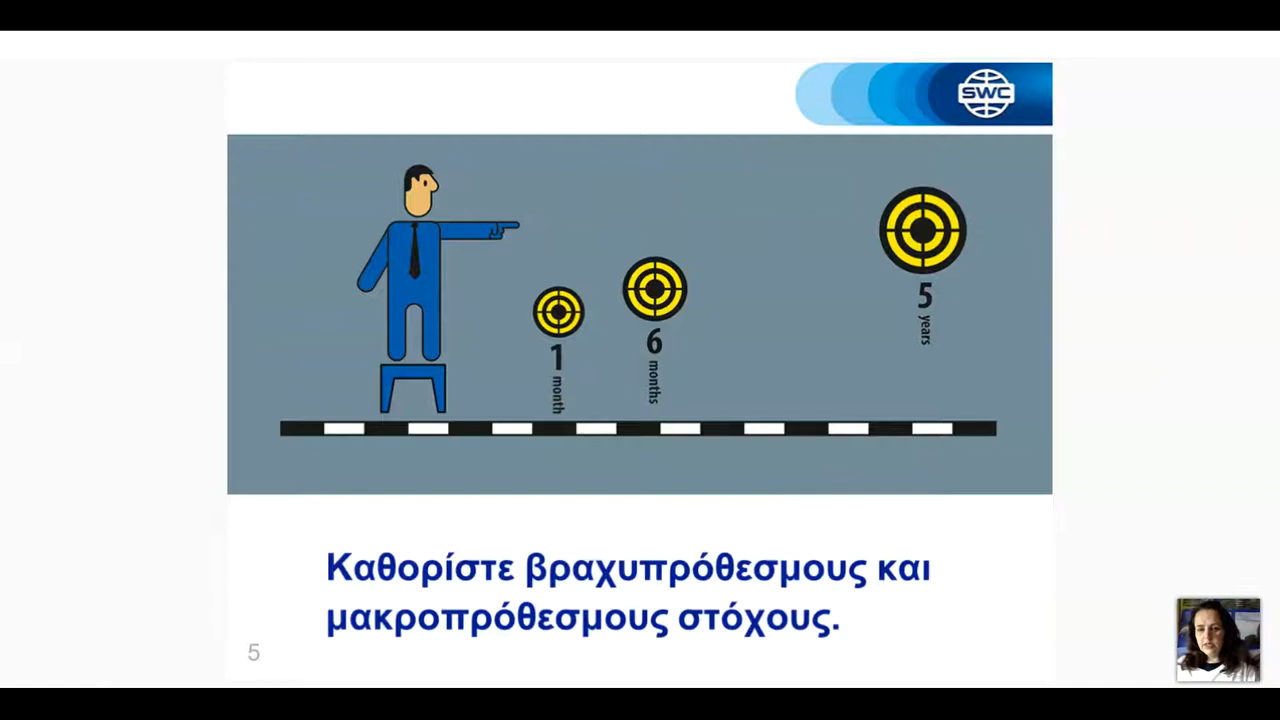 SWC
1
month
6
months
5
years
Καθορίστε βραχυπρόθεσμους και
μακροπρόθεσμους στόχους.
5